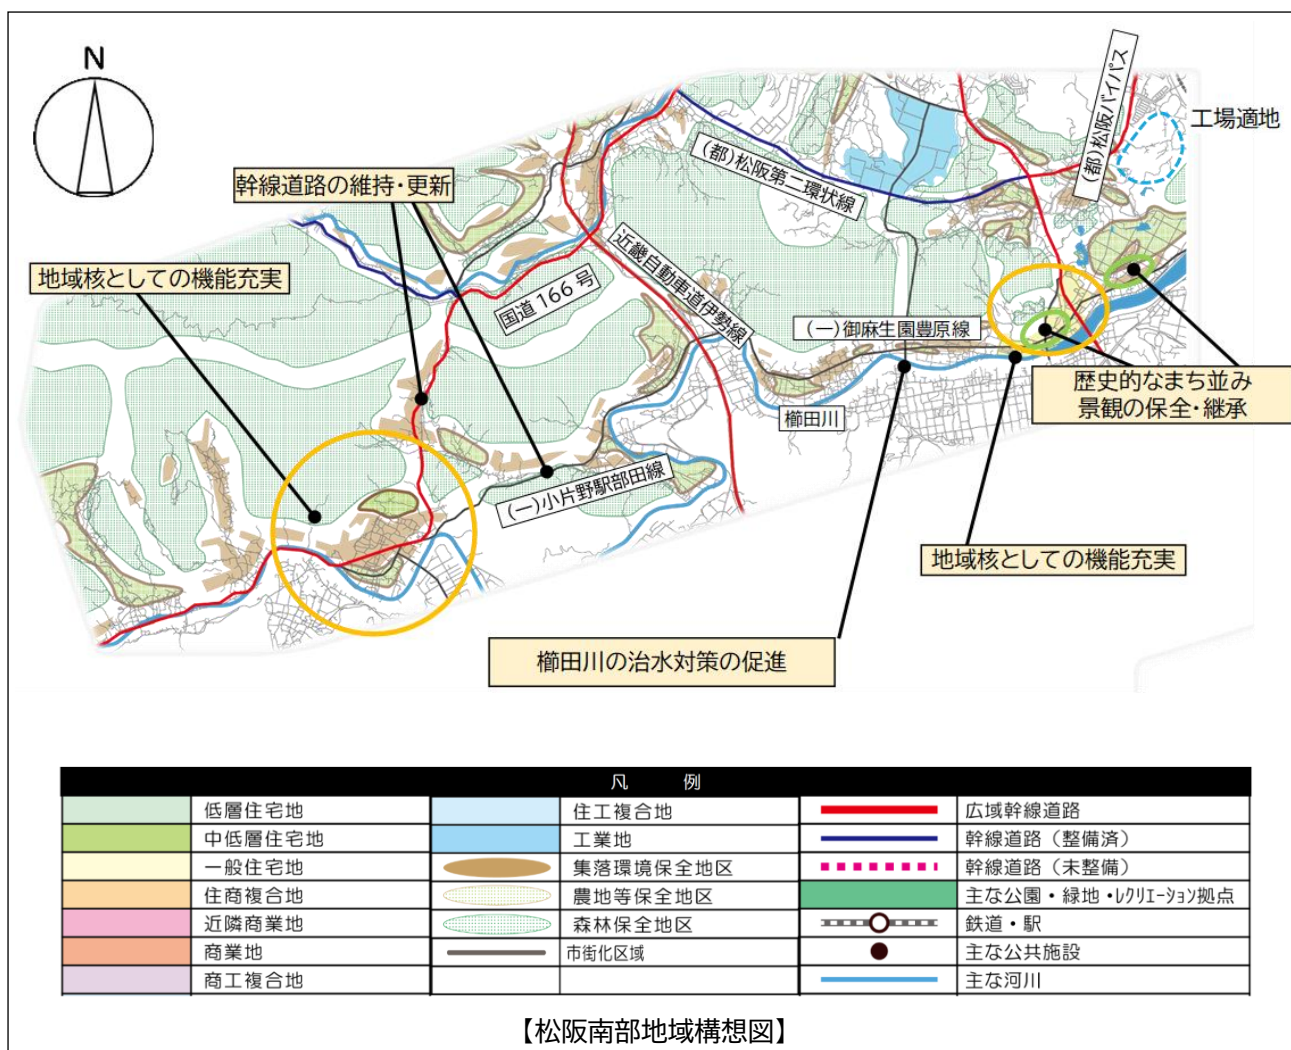 N
工場適地
(都)松阪バイパス
(都)松阪第二環状線
幹線道路の維持・更新
近畿自動車道伊勢線
地域核としての機能充実
国道166号
(一)御麻生園豊原線
歴史的なまち並み
景観の保全・継承
櫛田川
(一)小片野駅部田線
地域核としての機能充実
櫛田川の治水対策の促進
凡 例
低層住宅地
住工複合地
広域幹線道路
中低層住宅地
工業地
幹線道路（整備済）
一般住宅地
集落環境保全地区
幹線道路（未整備）
住商複合地
農地等保全地区
主な公園・緑地・ﾚｸﾘｴｰｼｮﾝ拠点
近隣商業地
森林保全地区
鉄道・駅
商業地
市街化区域
主な公共施設
商工複合地
主な河川
【松阪南部地域構想図】